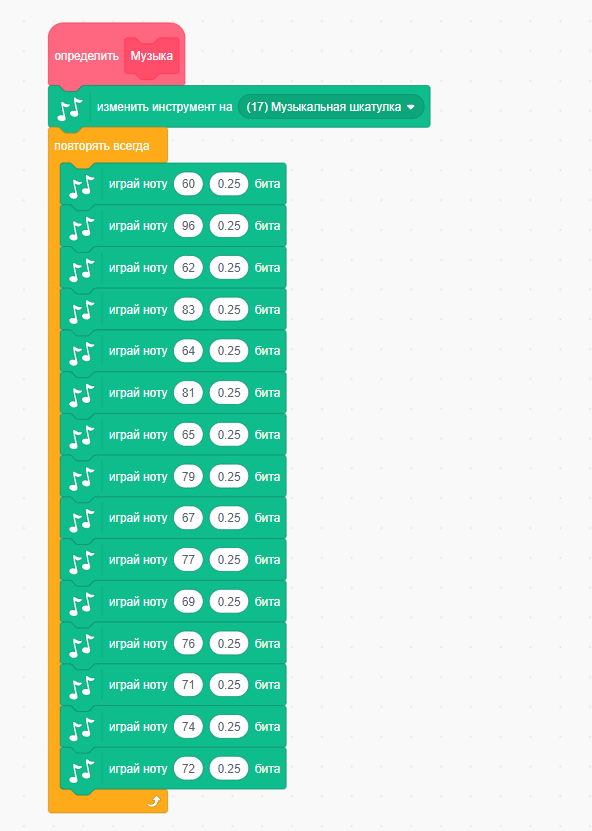 определить Музыка
изменить инструмент на (17) Музыкальная шкатулка
повторять всегда
играй ноту 60 0.25 бита
играй ноту 96 0.25 бита
играй ноту 62 0.25 бита
играй ноту 83 0.25 бита
играй ноту 64 0.25 бита
играй ноту 81 0.25 бита
играй ноту 65 0.25 бита
играй ноту 79 0.25 бита
играй ноту 67 0.25 бита
играй ноту 77 0.25 бита
играй ноту 69 0.25 бита
играй ноту 76 0.25 бита
играй ноту 71 0.25 бита
играй ноту 74 0.25 бита
играй ноту 72 0.25 бита